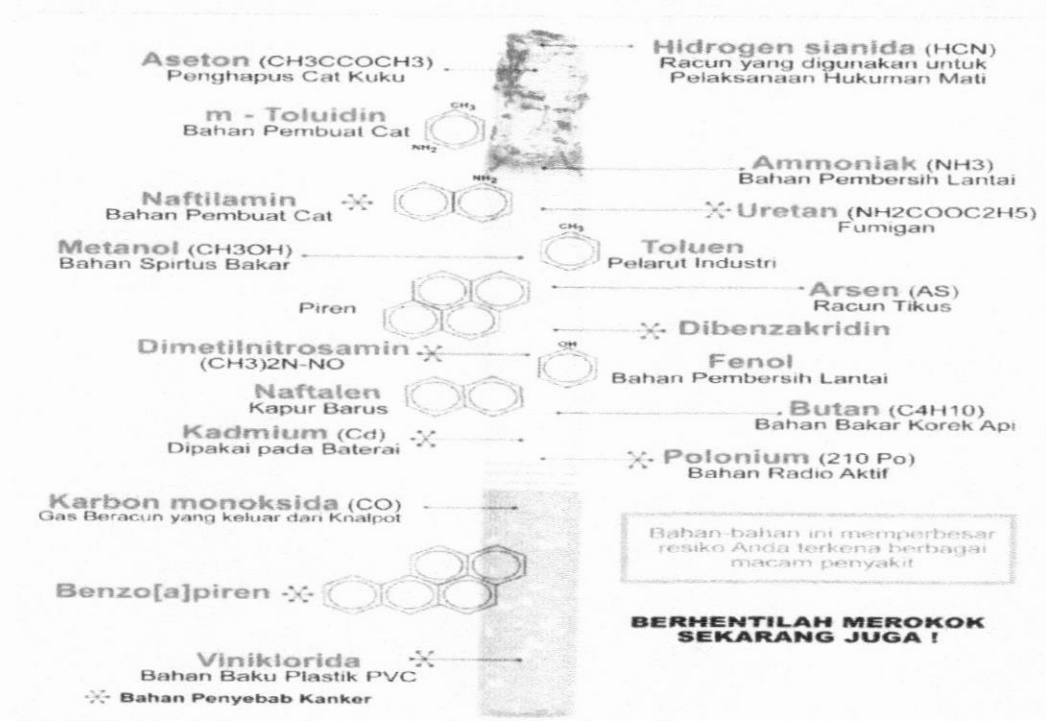 Aseton (CH3CCOCH3)
Penghapus Cat Kuku
Hidrogen sianida (HCN)
Racun yang digunakan untuk
Pelaksanaan Hukuman Mati
m - Toluidin
Bahan Pembuat Cat
CH3
NH2
Ammoniak (NH3)
Bahan Pembersih Lantai
Naftilamin
Bahan Pembuat Cat
NH2
Uretan (NH2COOC2H5)
Fumigan
Metanol (CH3OH)
Bahan Spirtus Bakar
CH3
Toluen
Pelarut Industri
Piren
Arsen (AS)
Racun Tikus
Dibenzakridin
Dimetilnitrosamin
(CH3)2N-NO
OH
Fenol
Bahan Pembersih Lantai
Naftalen
Kapur Barus
Butan (C4H10)
Bahan Bakar Korek Api
Kadmium (Cd)
Dipakai pada Baterai
Polonium (210 Po)
Bahan Radio Aktif
Karbon monoksida (CO)
Gas Beracun yang keluar dari Knalpot
Bahan-bahan ini memperbesar
resiko Anda terkena berbagai
macam penyakit
Benzo[a]piren
BERHENTILAH MEROKOK
SEKARANG JUGA !
Viniklorida
Bahan Baku Plastik PVC
Bahan Penyebab Kanker